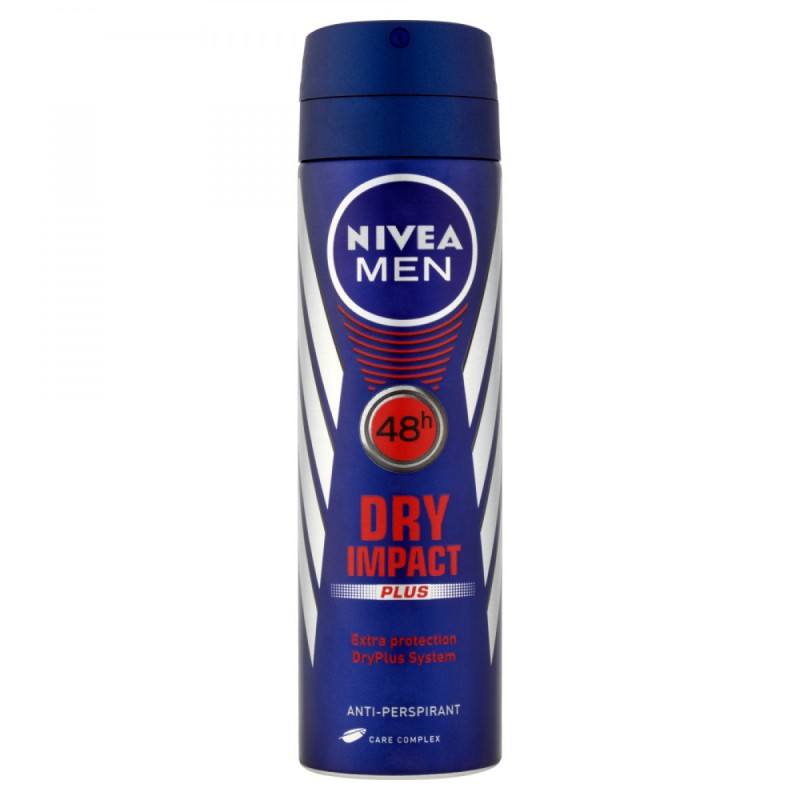 NIVEA
MEN
48h
DRY
IMPACT
PLUS
Extra protection
DryPlus System
ANTI-PERSPIRANT
CARE COMPLEX